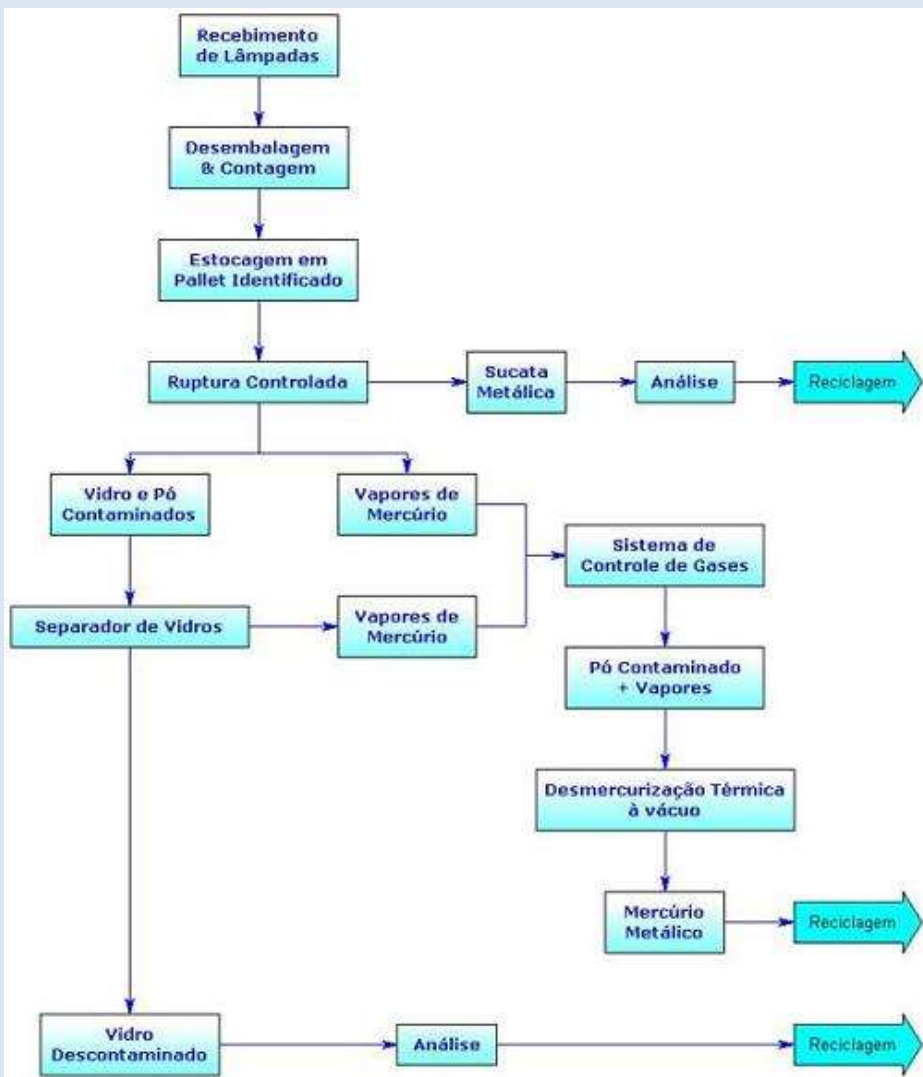 Recebimento
de Lâmpadas
Desembalagem
& Contagem
Estocagem em
Pallet Identificado
Ruptura Controlada
Sucata
Metálica
Análise
Reciclagem
Vidro e Pó
Contaminados
Vapores de
Mercúrio
Sistema de
Controle de Gases
Separador de Vidros
Vapores de
Mercúrio
Pó Contaminado
+ Vapores
Desmercurização Térmica
à vácuo
Mercúrio
Metálico
Reciclagem
Vidro
Descontaminado
Análise
Reciclagem